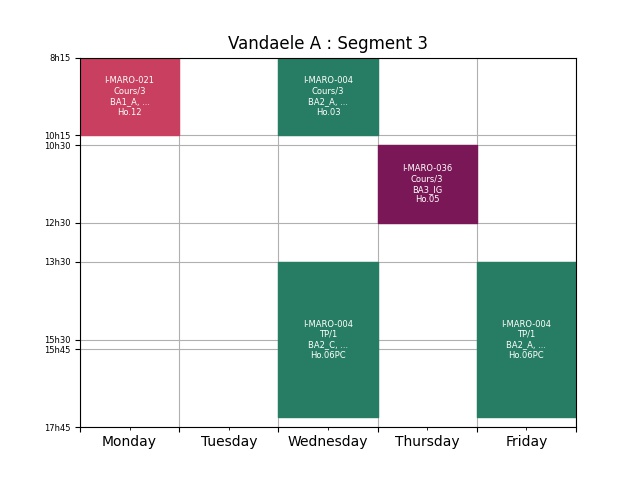 Vandaele A : Segment 3
8h15
10h15
10h30
12h30
13h30
15h30
15h45
17h45
I-MARO-021
Cours/3
BA1_A, ...
Ho.12
I-MARO-004
Cours/3
BA2_A, ...
Ho.03
I-MARO-036
Cours/3
BA3_IG
Ho.05
I-MARO-004
TP/1
BA2_C, ...
Ho.06PC
I-MARO-004
TP/1
BA2_A, ...
Ho.06PC
Monday
Tuesday
Wednesday
Thursday
Friday